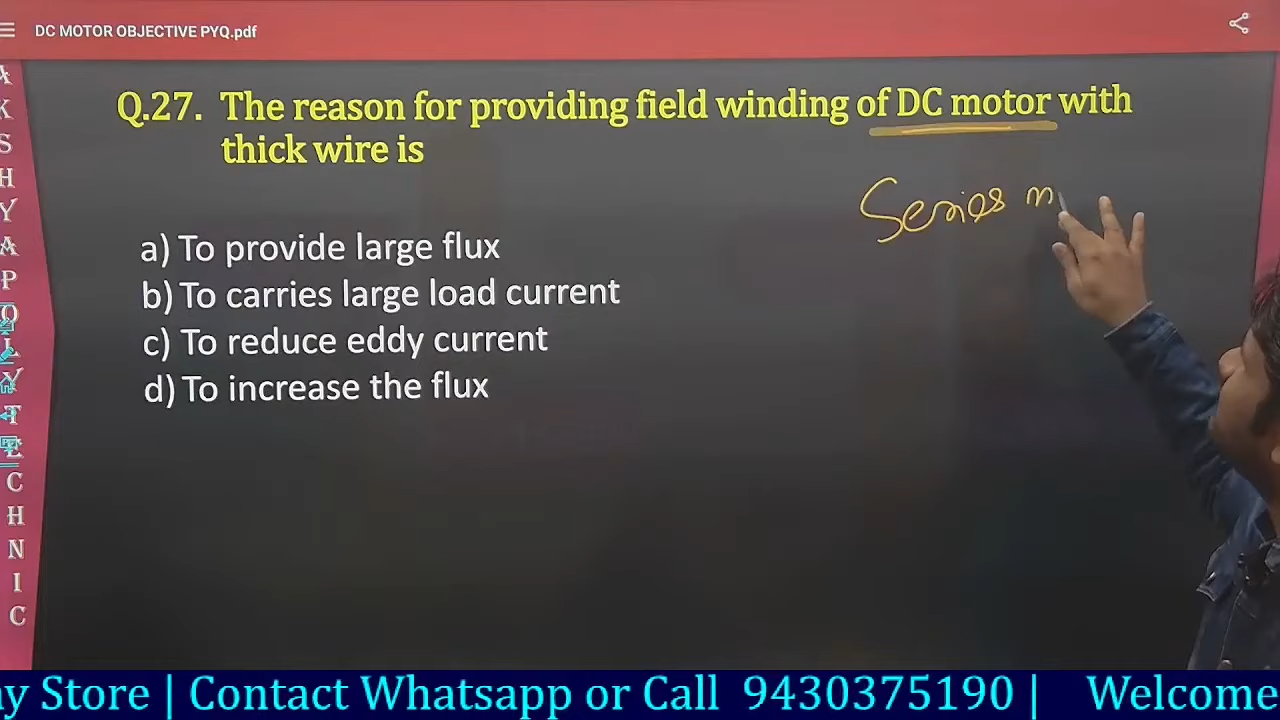 DC MOTOR OBJECTIVE PYQ.pdf
Q.27. The reason for providing field winding of DC motor with
thick wire is
Series m
a) To provide large flux
b) To carries large load current
c) To reduce eddy current
d) To increase the flux
A
K
S
H
Y
A
P
O
L
Y
T
E
C
H
N
I
C
ny Store | Contact Whatsapp or Call 9430375190 | Welcome